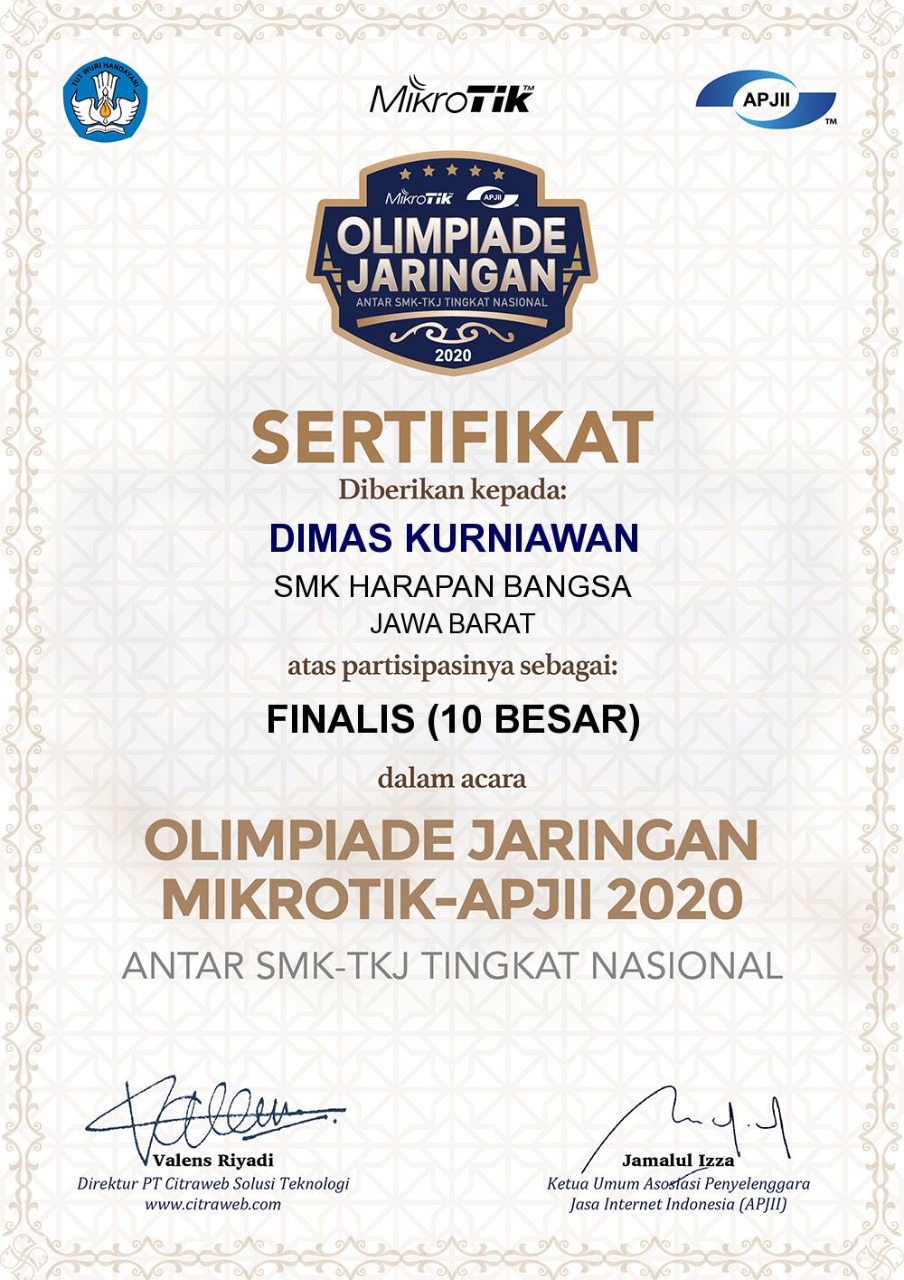 TUT WURI HANDAYANI
MikroTik™
APJII
™
MikroTik APJII
OLIMPIADE
JARINGAN
ANTAR SMK-TKJ TINGKAT NASIONAL
2020
SERTIFIKAT
Diberikan kepada:
DIMAS KURNIAWAN
SMK HARAPAN BANGSA
JAWA BARAT
atas partisipasinya sebagai:
FINALIS (10 BESAR)
dalam acara
OLIMPIADE JARINGAN
MIKROTIK-APJII 2020
ANTAR SMK-TKJ TINGKAT NASIONAL
Valens Riyadi
Direktur PT Citraweb Solusi Teknologi
www.citraweb.com
Jamalul Izza
Ketua Umum Asosiasi Penyelenggara
Jasa Internet Indonesia (APJII)